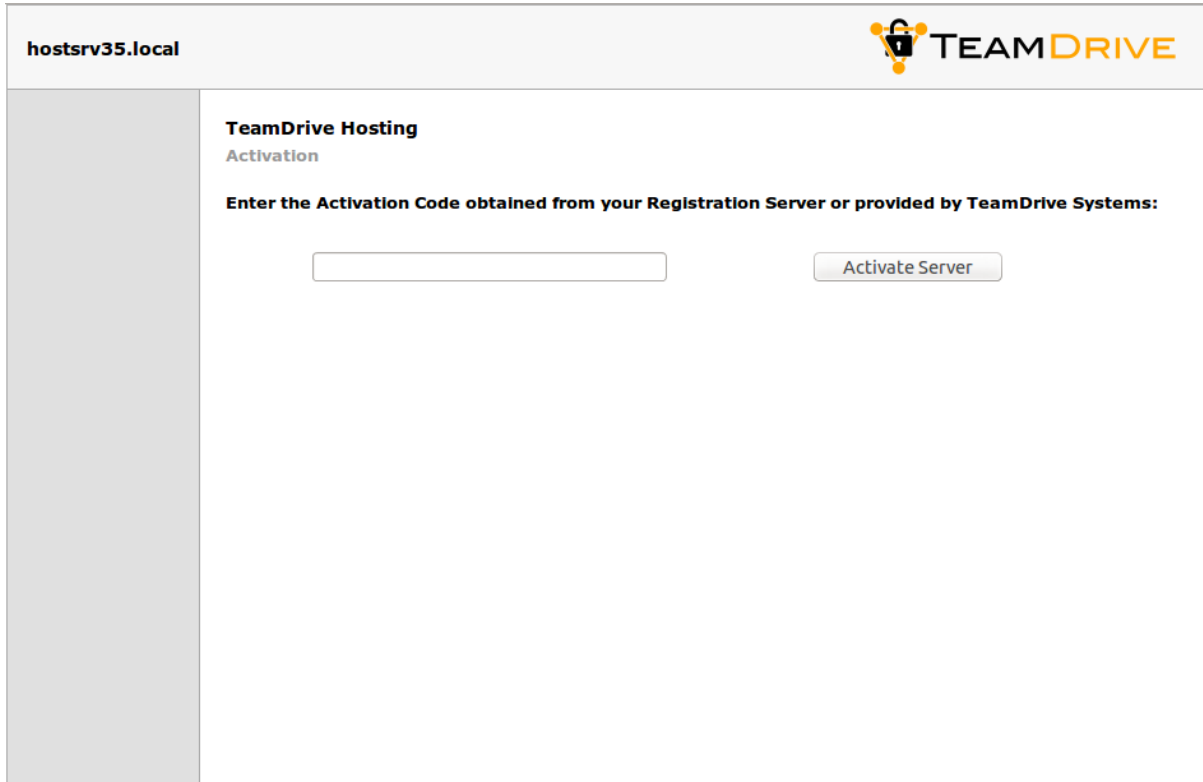 hostsrv35.local
TEAMDRIVE
TeamDrive Hosting
Activation
Enter the Activation Code obtained from your Registration Server or provided by TeamDrive Systems:
Activate Server